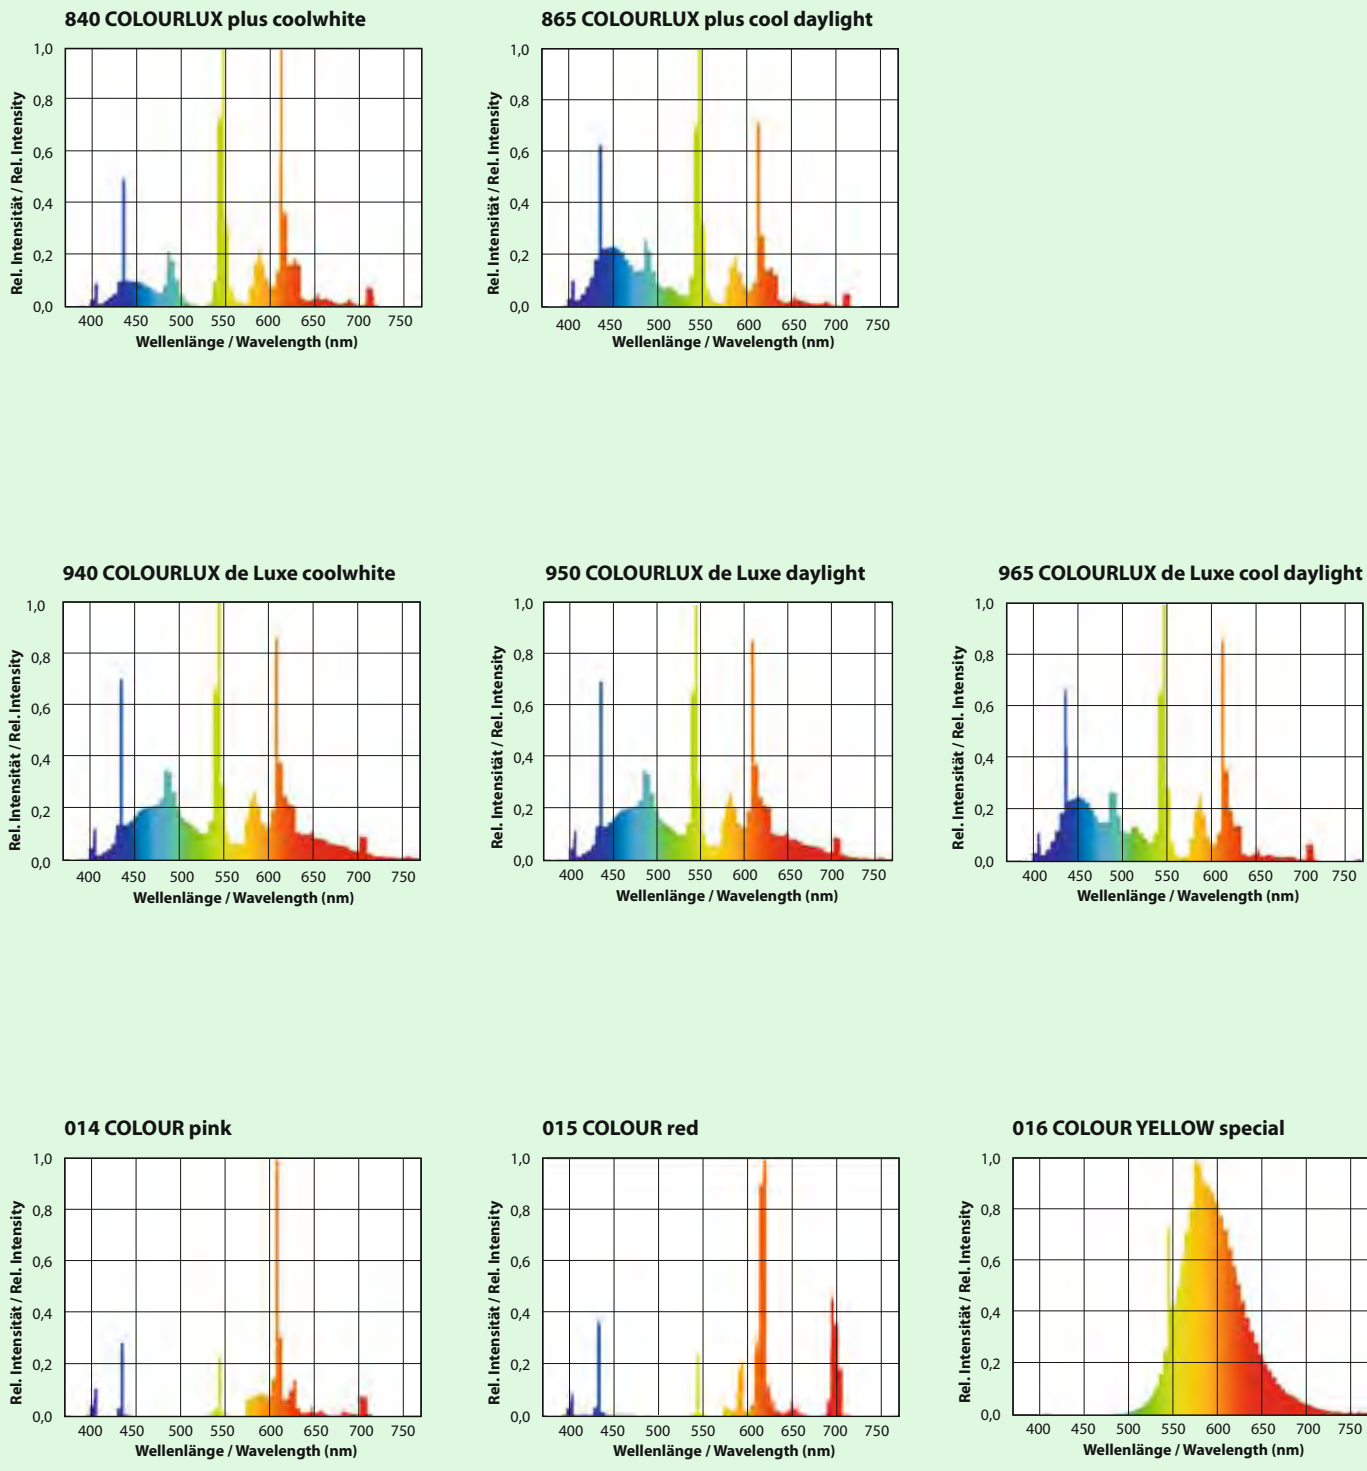 840 COLOURLUX plus coolwhite
Rel. Intensität / Rel. Intensity
1,0
0,8
0,6
0,4
0,2
0,0
400 450 500 550 600 650 700 750
Wellenlänge / Wavelength (nm)
865 COLOURLUX plus cool daylight
Rel. Intensität / Rel. Intensity
1,0
0,8
0,6
0,4
0,2
0,0
400 450 500 550 600 650 700 750
Wellenlänge / Wavelength (nm)
940 COLOURLUX de Luxe coolwhite
Rel. Intensität / Rel. Intensity
1,0
0,8
0,6
0,4
0,2
0,0
400 450 500 550 600 650 700 750
Wellenlänge / Wavelength (nm)
950 COLOURLUX de Luxe daylight
Rel. Intensität / Rel. Intensity
1,0
0,8
0,6
0,4
0,2
0,0
400 450 500 550 600 650 700 750
Wellenlänge / Wavelength (nm)
965 COLOURLUX de Luxe cool daylight
Rel. Intensität / Rel. Intensity
1,0
0,8
0,6
0,4
0,2
0,0
400 450 500 550 600 650 700 750
Wellenlänge / Wavelength (nm)
014 COLOUR pink
Rel. Intensität / Rel. Intensity
1,0
0,8
0,6
0,4
0,2
0,0
400 450 500 550 600 650 700 750
Wellenlänge / Wavelength (nm)
015 COLOUR red
Rel. Intensität / Rel. Intensity
1,0
0,8
0,6
0,4
0,2
0,0
400 450 500 550 600 650 700 750
Wellenlänge / Wavelength (nm)
016 COLOUR YELLOW special
Rel. Intensität / Rel. Intensity
1,0
0,8
0,6
0,4
0,2
0,0
400 450 500 550 600 650 700 750
Wellenlänge / Wavelength (nm)